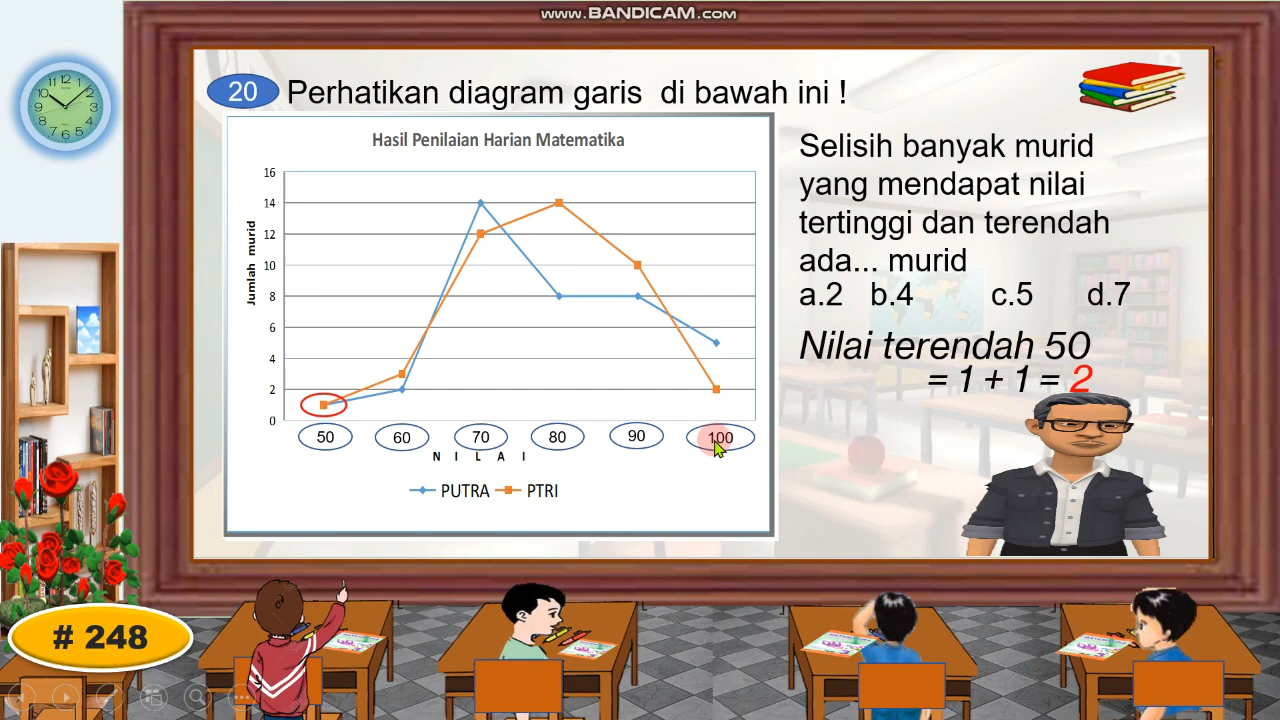 www.BANDICAM.com
20 Perhatikan diagram garis di bawah ini !
Hasil Penilaian Harian Matematika
Jumlah murid
16
14
12
10
8
6
4
2
0
50 60 70 80 90 100
N I L A I
PUTRA PTRI
Selisih banyak murid
yang mendapat nilai
tertinggi dan terendah
ada... murid
a.2 b.4 c.5 d.7
Nilai terendah 50
= 1 + 1 = 2
# 248